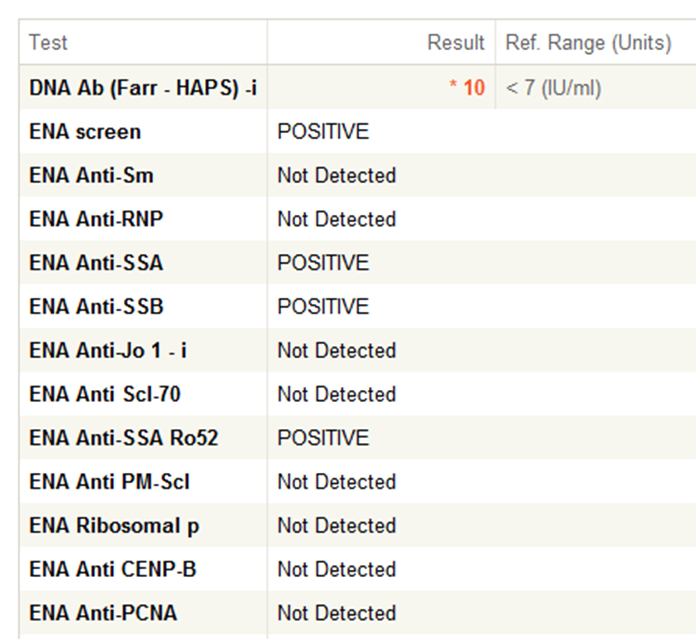 Test Result Ref. Range (Units)
DNA Ab (Farr - HAPS) -i * 10 < 7 (IU/ml)
ENA screen POSITIVE
ENA Anti-Sm Not Detected
ENA Anti-RNP Not Detected
ENA Anti-SSA POSITIVE
ENA Anti-SSB POSITIVE
ENA Anti-Jo 1 - i Not Detected
ENA Anti Scl-70 Not Detected
ENA Anti-SSA Ro52 POSITIVE
ENA Anti PM-Scl Not Detected
ENA Ribosomal p Not Detected
ENA Anti CENP-B Not Detected
ENA Anti-PCNA Not Detected